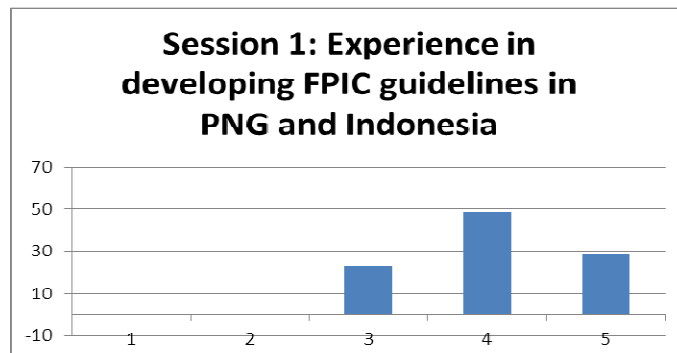 Session 1: Experience in
developing FPIC guidelines in
PNG and Indonesia
70
50
30
10
-10
1 2 3 4 5